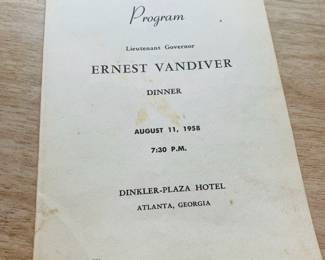 Program
Lieutenant Governor
ERNEST VANDIVER
DINNER
AUGUST 11, 1958
7:30 P.M.
DINKLER-PLAZA HOTEL
ATLANTA, GEORGIA